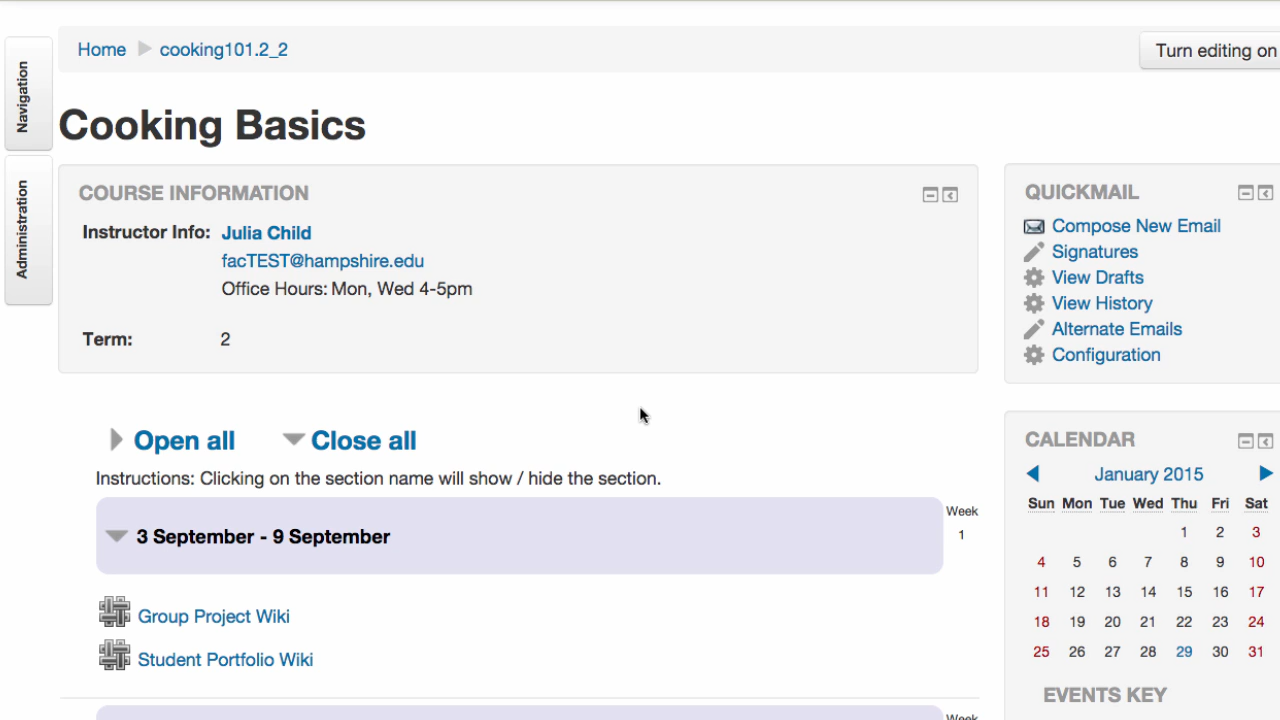 Home cooking101.2_2
Turn editing on
Navigation
Administration
Cooking Basics
COURSE INFORMATION
Instructor Info: Julia Child
facTEST@hampshire.edu
Office Hours: Mon, Wed 4-5pm
Term: 2
Open all Close all
Instructions: Clicking on the section name will show / hide the section.
3 September - 9 September
Week
1
Group Project Wiki
Student Portfolio Wiki
Week
QUICKMAIL
Compose New Email
Signatures
View Drafts
View History
Alternate Emails
Configuration
CALENDAR
January 2015
Sun Mon Tue Wed Thu Fri Sat
1 2 3
4 5 6 7 8 9 10
11 12 13 14 15 16 17
18 19 20 21 22 23 24
25 26 27 28 29 30 31
EVENTS KEY